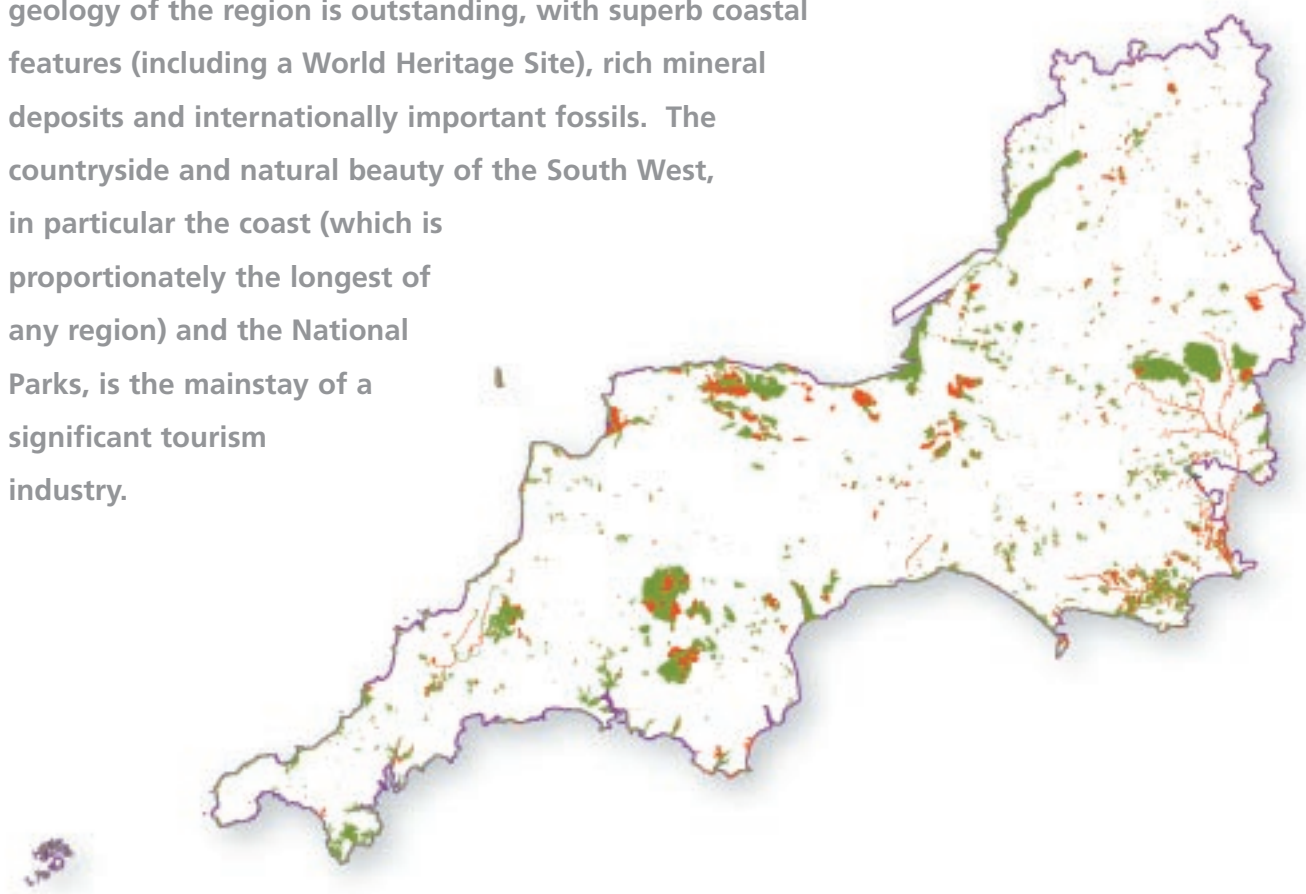 geology of the region is outstanding, with superb coastal
features (including a World Heritage Site), rich mineral
deposits and internationally important fossils.  The
countryside and natural beauty of the South West,
in particular the coast (which is
proportionately the longest of
any region) and the National
Parks, is the mainstay of a
significant tourism
industry.